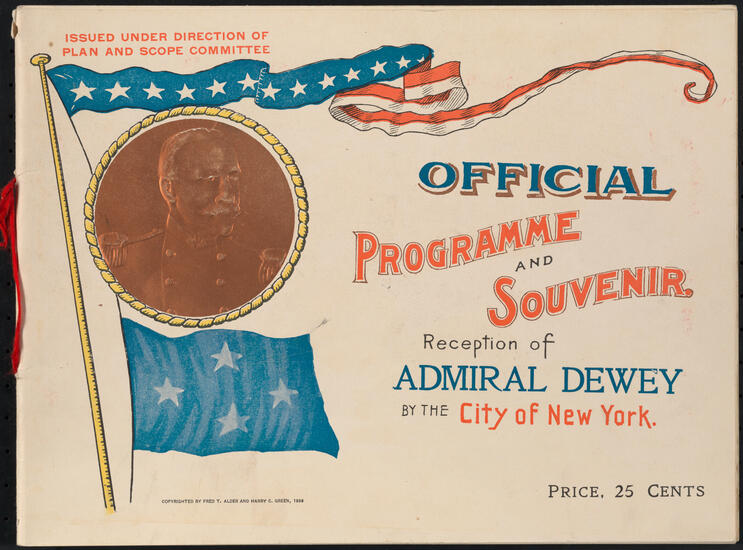 ISSUED UNDER DIRECTION OF
PLAN AND SCOPE COMMITTEE
OFFICIAL
PROGRAMME
AND
SOUVENIR.
Reception of
ADMIRAL DEWEY
BY THE City of New York.
COPYRIGHTED BY FRED T. ALDER AND HARRY C. GREEN, 1899
PRICE, 25 CENTS